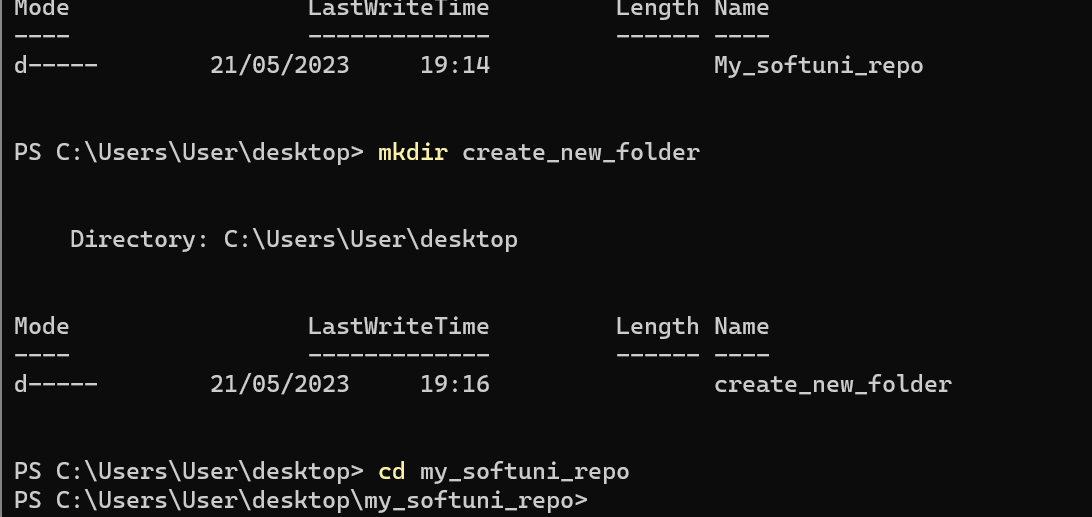 Mode                 LastWriteTime         Length Name
----                 -------------         ------ ----
d-----        21/05/2023     19:14                My_softuni_repo
PS C:\Users\User\desktop> mkdir create_new_folder
    Directory: C:\Users\User\desktop
Mode                 LastWriteTime         Length Name
----                 -------------         ------ ----
d-----        21/05/2023     19:16                create_new_folder
PS C:\Users\User\desktop> cd my_softuni_repo
PS C:\Users\User\desktop\my_softuni_repo>